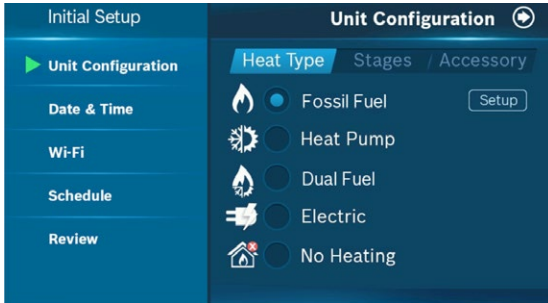 Initial Setup
Unit Configuration
Unit Configuration
Date & Time
Wi-Fi
Schedule
Review
Heat Type Stages Accessory
Fossil Fuel Setup
Heat Pump
Dual Fuel
Electric
No Heating